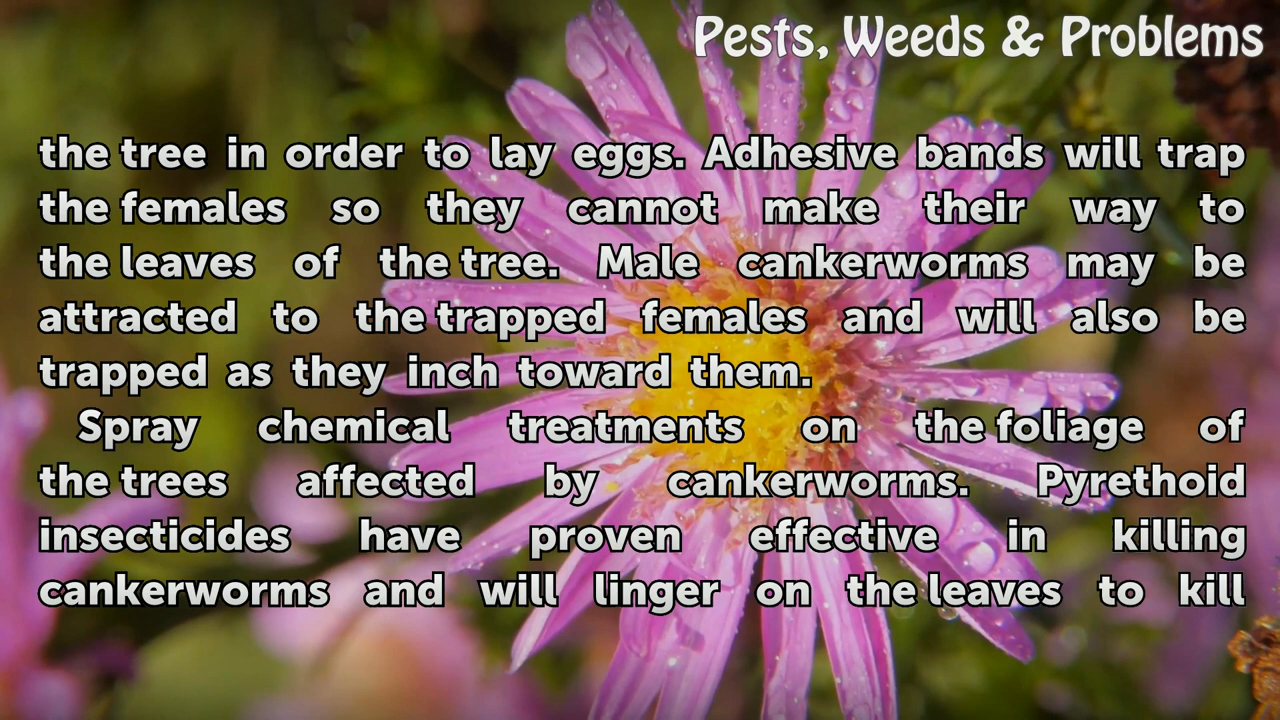 Pests, Weeds & Problems
the tree in order to lay eggs. Adhesive bands will trap
the females so they cannot make their way to
the leaves of the tree. Male cankerworms may be
attracted to the trapped females and will also be
trapped as they inch toward them.
Spray chemical treatments on the foliage of
the trees affected by cankerworms. Pyrethoid
insecticides have proven effective in killing
cankerworms and will linger on the leaves to kill